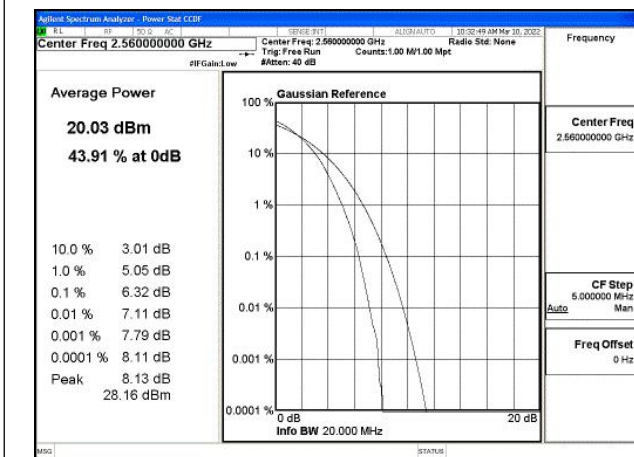 Agilent Spectrum Analyzer - Power Stat CCDF
RL RF 50 Ω AC SENSE:INT ALIGNAUTO 10:32:49 AM Mar 10, 2022
Center Freq 2.560000000 GHz
Center Freq: 2.560000000 GHz Radio Std: None
Trig: Free Run Counts:1.00 M/1.00 Mpt
#IFGain:Low #Atten: 40 dB
Frequency
Average Power
20.03 dBm
43.91 % at 0dB
10.0 % 3.01 dB
1.0 % 5.05 dB
0.1 % 6.32 dB
0.01 % 7.11 dB
0.001 % 7.79 dB
0.0001 % 8.11 dB
Peak 8.13 dB
28.16 dBm
Gaussian Reference
100 %
10 %
1 %
0.1 %
0.01 %
0.001 %
0.0001 %
0 dB 20 dB
Info BW 20.000 MHz
Center Freq
2.560000000 GHz
CF Step
5.000000 MHz
Auto Man
Freq Offset
0 Hz
MSG STATUS